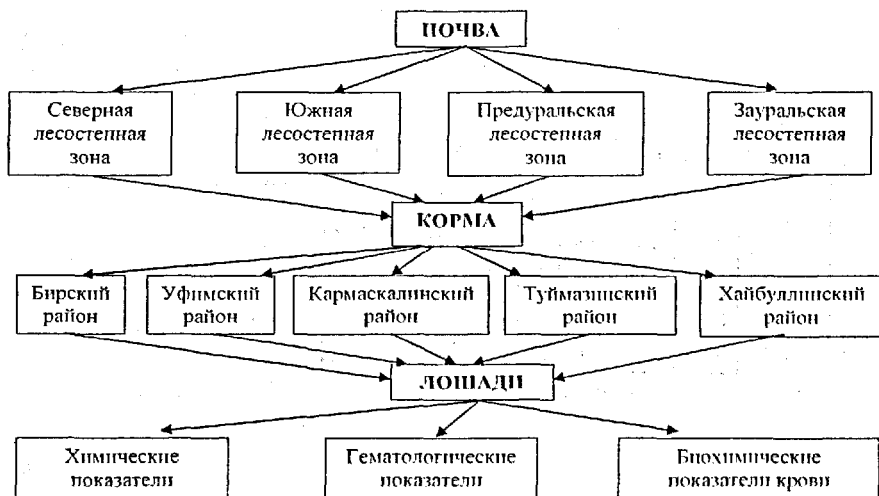 ПОЧВА
Северная
лесостепная
зона
Южная
лесостепная
зона
Предуральская
лесостепная
зона
Зауральская
лесостепная
зона
КОРМА
Бирский
район
Уфимский
район
Кармаскалинский
район
Туймазинский
район
Хайбуллинский
район
ЛОШАДИ
Химические
показатели
Гематологические
показатели
Биохимические
показатели крови